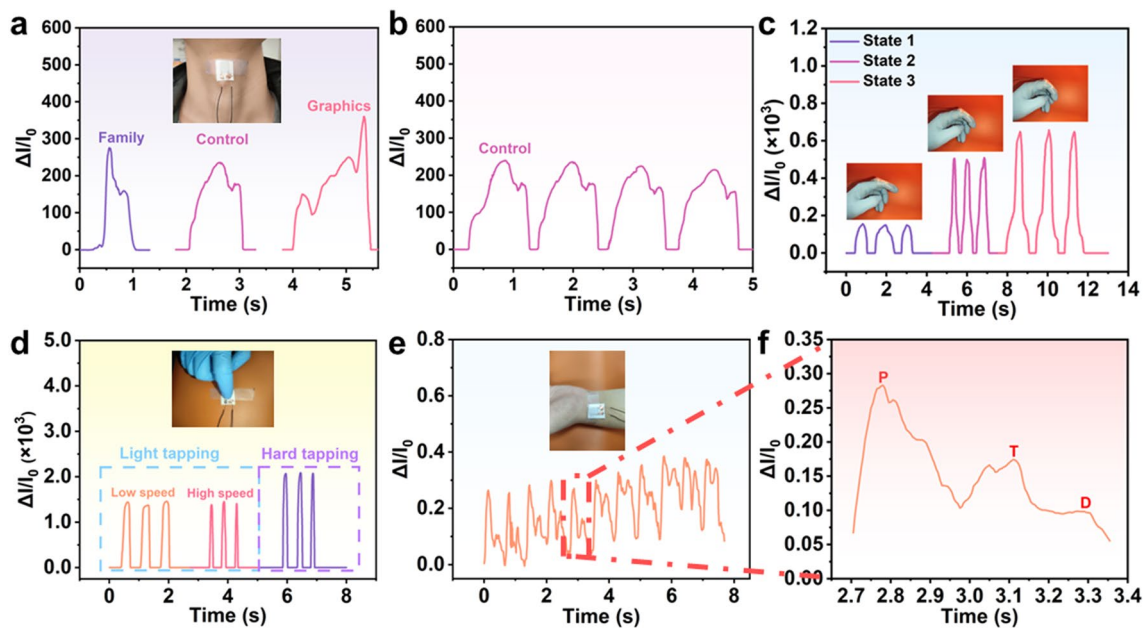 a
600
500
400
300
200
100
0
ΔI/I₀
Family
Control
Graphics
0 1 2 3 4 5
Time (s)
b
600
500
400
300
200
100
0
ΔI/I₀
Control
0 1 2 3 4 5
Time (s)
c
State 1
State 2
State 3
1.2
0.9
0.6
0.3
0.0
ΔI/I₀ (×10³)
0 2 4 6 8 10 12 14
Time (s)
d
5.0
4.0
3.0
2.0
1.0
0.0
ΔI/I₀ (×10³)
Light tapping
Hard tapping
Low speed
High speed
0 2 4 6 8
Time (s)
e
0.8
0.6
0.4
0.2
0.0
ΔI/I₀
0 2 4 6 8
Time (s)
f
0.35
0.30
0.25
0.20
0.15
0.10
0.05
0.00
ΔI/I₀
P
T
D
2.7 2.8 2.9 3.0 3.1 3.2 3.3 3.4
Time (s)